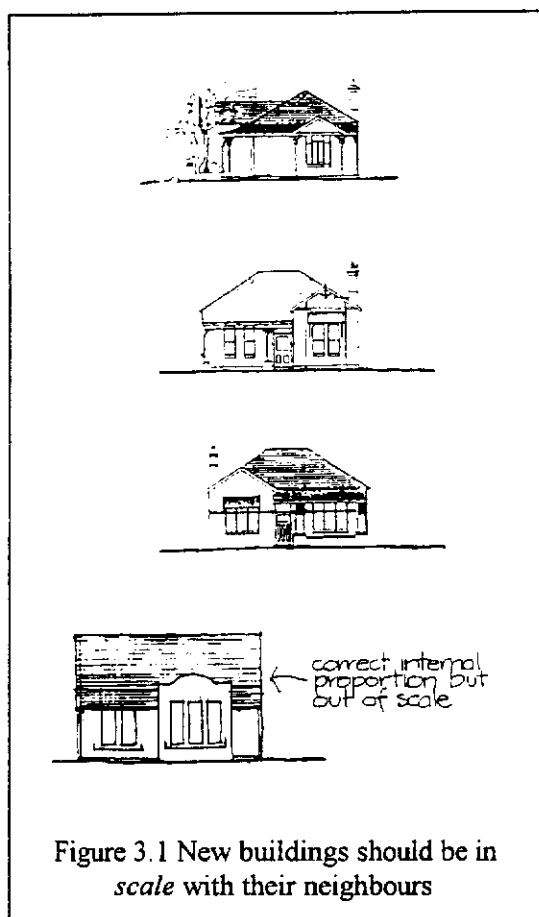 correct internal
proportion but
out of scale
Figure 3.1 New buildings should be in
scale with their neighbours